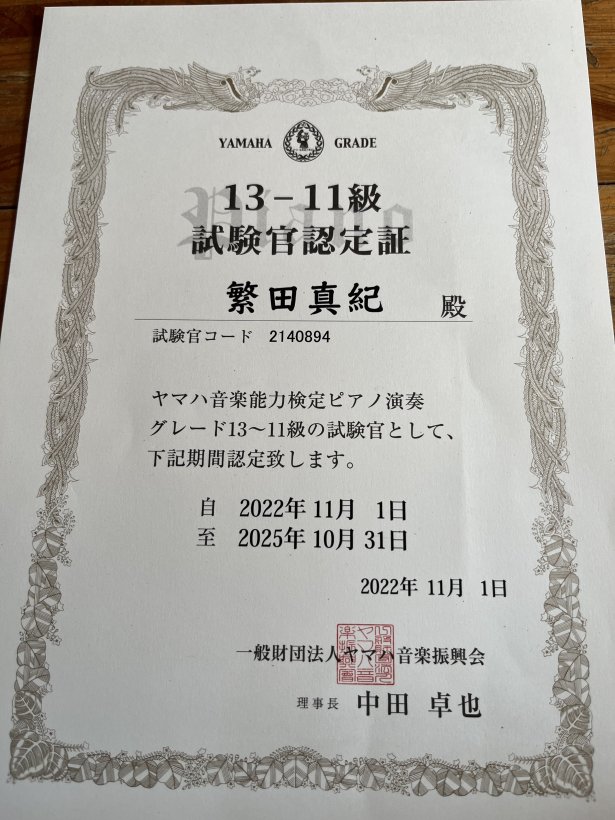 YAMAHA GRADE
Piano
13－11級
試験官認定証
繁田真紀 殿
試験官コード 2140894
ヤマハ音楽能力検定ピアノ演奏
グレード13〜11級の試験官として、
下記期間認定致します。
自 2022年 11月 1日
至 2025年 10月 31日
2022年 11月 1日
一般財団法人ヤマハ音楽振興会
理事長 中田 卓也